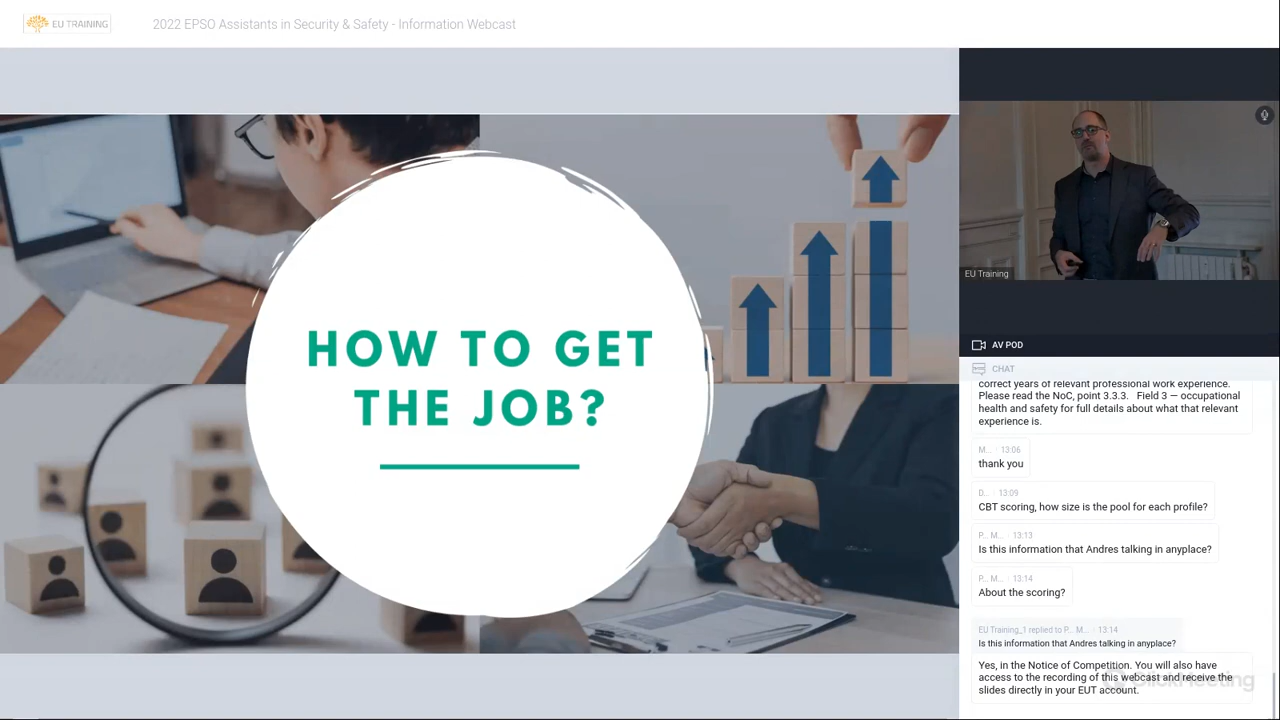 EU TRAINING
2022 EPSO Assistants in Security & Safety - Information Webcast
HOW TO GET
THE JOB?
EU Training
AV POD
CHAT
correct years of relevant professional work experience.
Please read the NoC, point 3.3.3. Field 3 — occupational
health and safety for full details about what that relevant
experience is.
M... 13:06
thank you
D... 13:09
CBT scoring, how size is the pool for each profile?
P... M... 13:13
Is this information that Andres talking in anyplace?
P... M... 13:14
About the scoring?
EU Training_1 replied to P... M... 13:14
Is this information that Andres talking in anyplace?
Yes, in the Notice of Competition. You will also have
access to the recording of this webcast and receive the
slides directly in your EUT account.
ClickMeeting